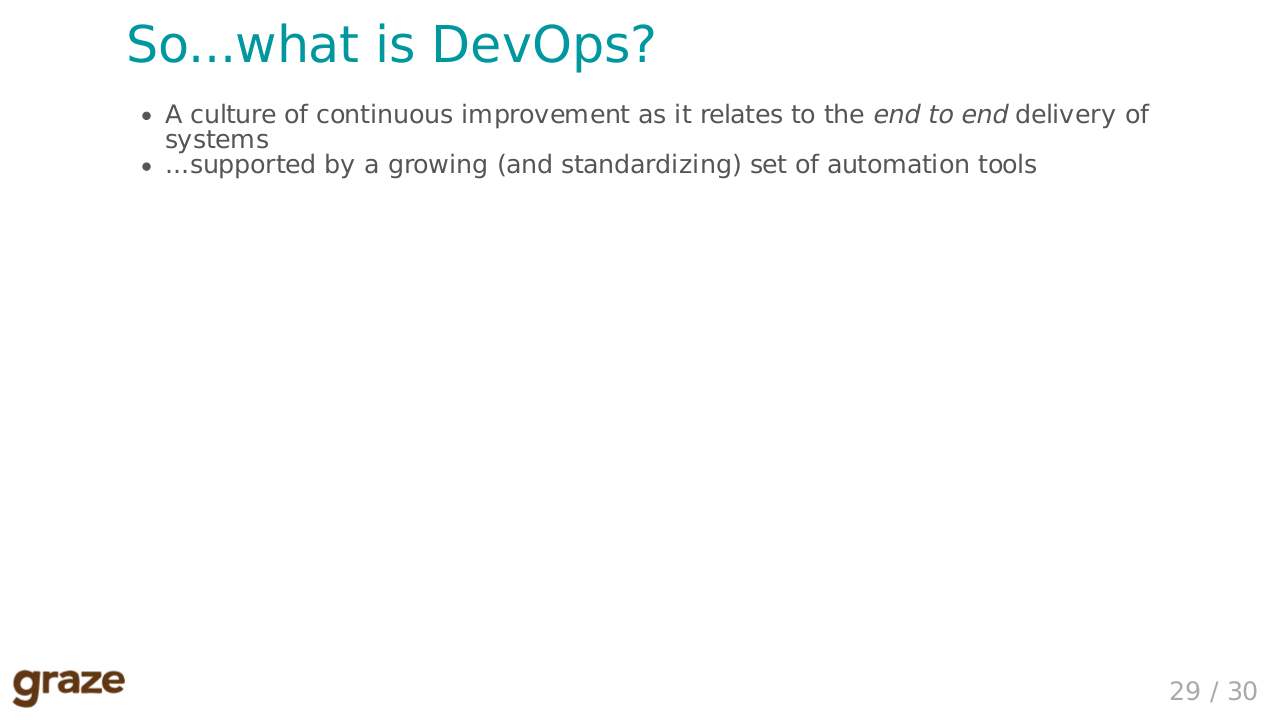 So...what is DevOps?
• A culture of continuous improvement as it relates to the end to end delivery of
systems
• ...supported by a growing (and standardizing) set of automation tools
graze
29 / 30